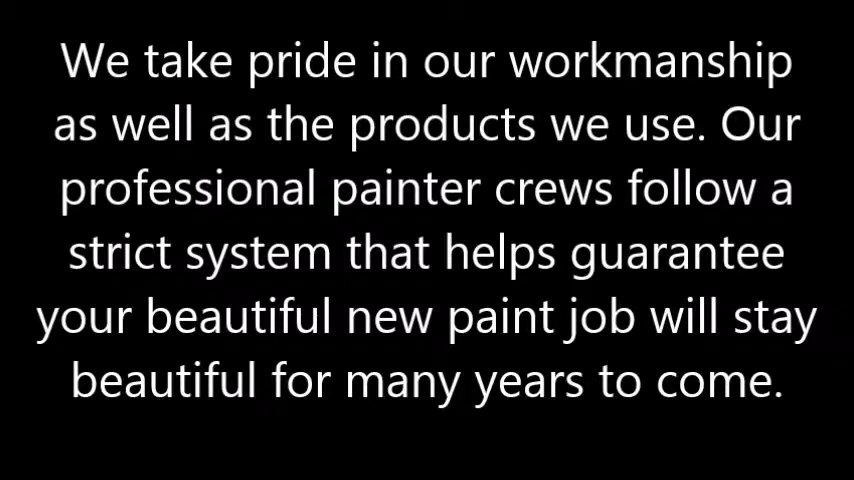 We take pride in our workmanship
as well as the products we use. Our
professional painter crews follow a
strict system that helps guarantee
your beautiful new paint job will stay
beautiful for many years to come.